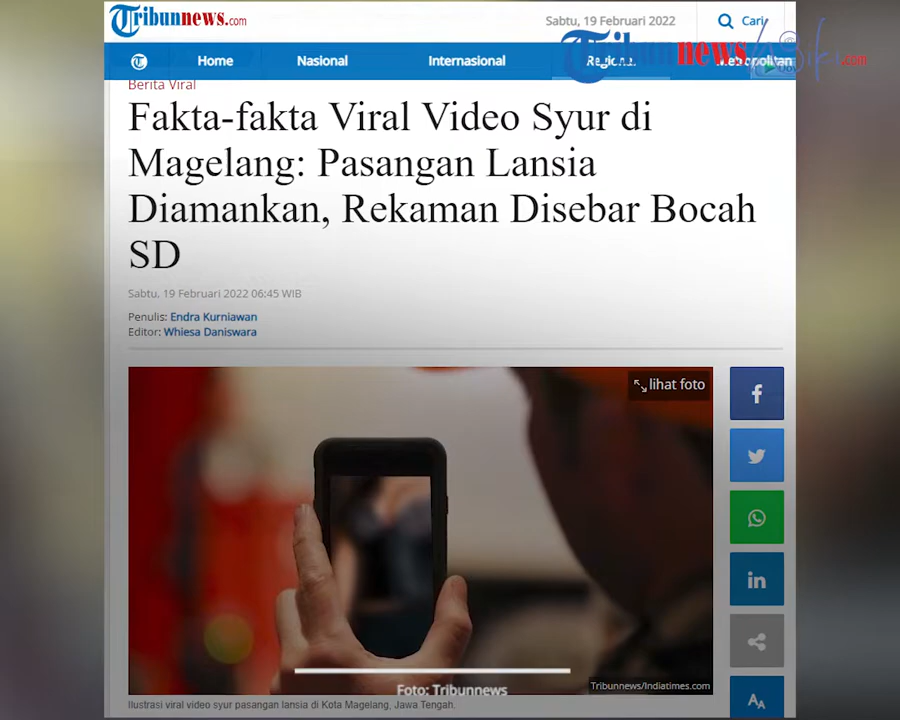 Tribunnews.com
Sabtu, 19 Februari 2022
Cari
Tribunnews.com
Home
Nasional
Internasional
Metropolitan
Berita Viral
Fakta-fakta Viral Video Syur di
Magelang: Pasangan Lansia
Diamankan, Rekaman Disebar Bocah
SD
Sabtu, 19 Februari 2022 06:45 WIB
Penulis: Endra Kurniawan
Editor: Whiesa Daniswara
lihat foto
Foto: Tribunnews
Tribunnews/Indiatimes.com
Ilustrasi viral video syur pasangan lansia di Kota Magelang, Jawa Tengah.